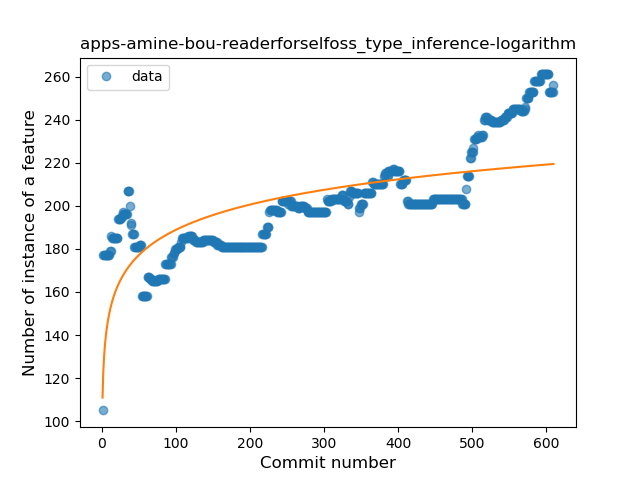 apps-amine-bou-readerforselfoss_type_inference-logarithm
data
Number of instance of a feature
260
240
220
200
180
160
140
120
100
0 100 200 300 400 500 600
Commit number